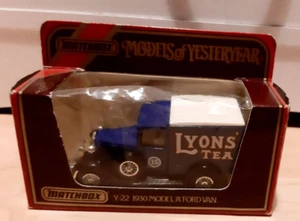 MATCHBOX
MODELS of YESTERYEAR
LYONS'
TEA
MATCHBOX
Y-22 1930 MODEL 'A' FORD VAN